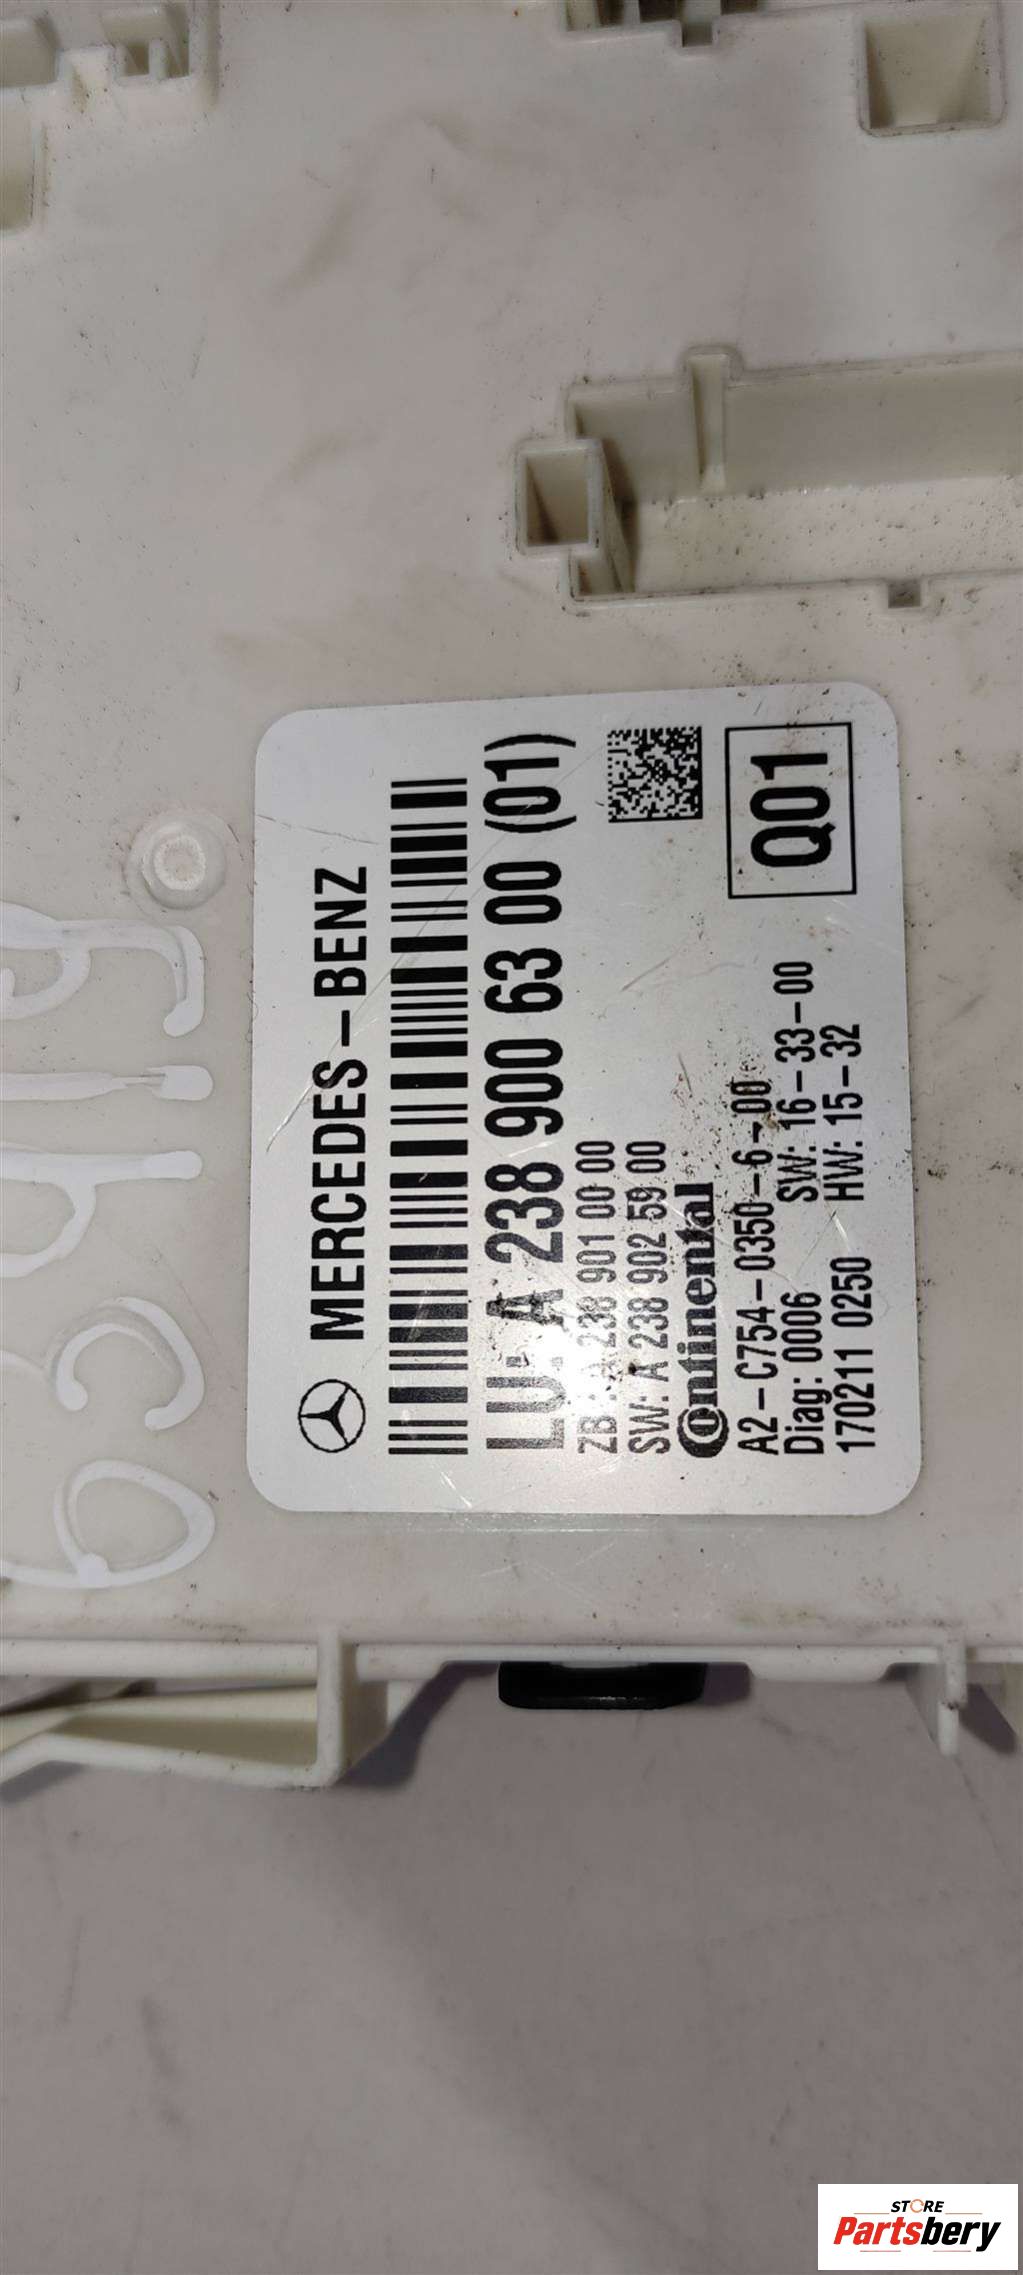 MERCEDES-BENZ
LU: A 238 900 63 00 (01)
ZB: A 238 901 00 00
SW: A 238 902 59 00
Continental
A2-C754-0350-6-00
Diag: 0006 SW: 16-33-00
170211 0250 HW: 15-32
Q01
STORE
Partsbery